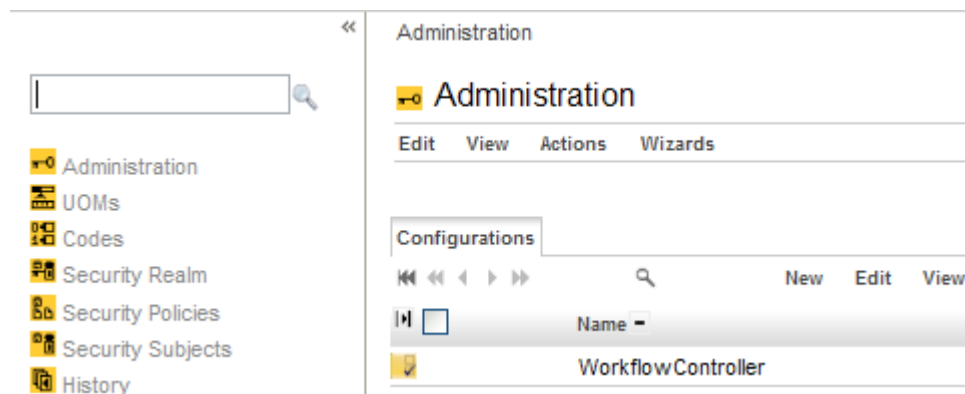 Administration
Administration
Edit View Actions Wizards
Administration
UOMs
Codes
Security Realm
Security Policies
Security Subjects
History
Configurations
New Edit View
Name
WorkflowController